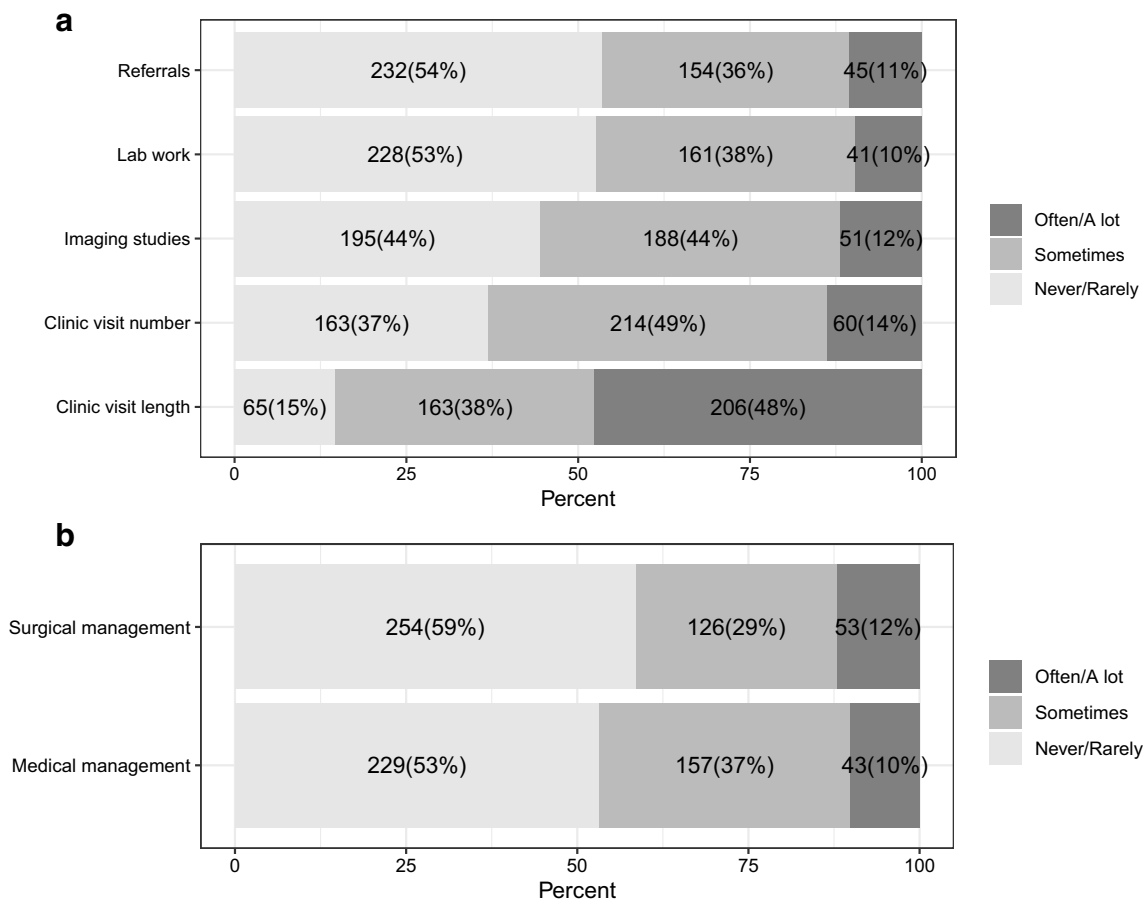 a
Referrals 232(54%) 154(36%) 45(11%)
Lab work 228(53%) 161(38%) 41(10%)
Imaging studies 195(44%) 188(44%) 51(12%)
Clinic visit number 163(37%) 214(49%) 60(14%)
Clinic visit length 65(15%) 163(38%) 206(48%)
0 25 50 75 100
Percent
Often/A lot
Sometimes
Never/Rarely
b
Surgical management 254(59%) 126(29%) 53(12%)
Medical management 229(53%) 157(37%) 43(10%)
0 25 50 75 100
Percent
Often/A lot
Sometimes
Never/Rarely